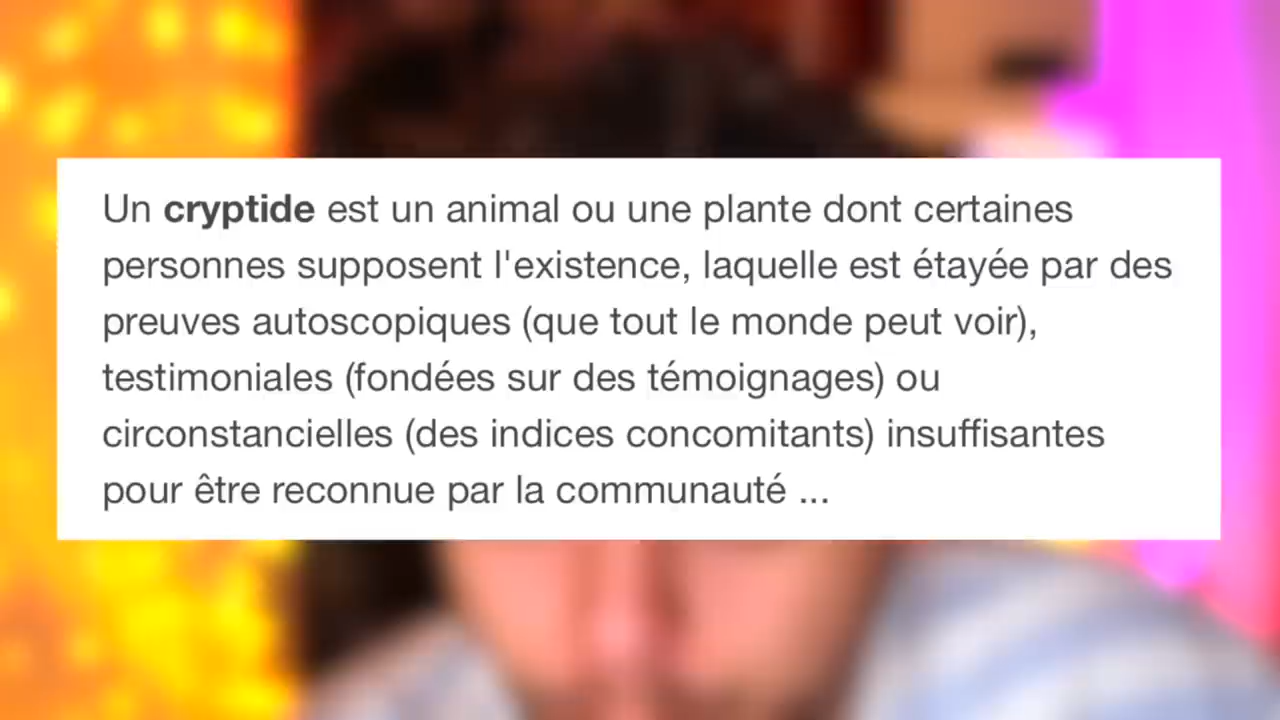 Un cryptide est un animal ou une plante dont certaines
personnes supposent l'existence, laquelle est étayée par des
preuves autoscopiques (que tout le monde peut voir),
testimoniales (fondées sur des témoignages) ou
circonstancielles (des indices concomitants) insuffisantes
pour être reconnue par la communauté ...